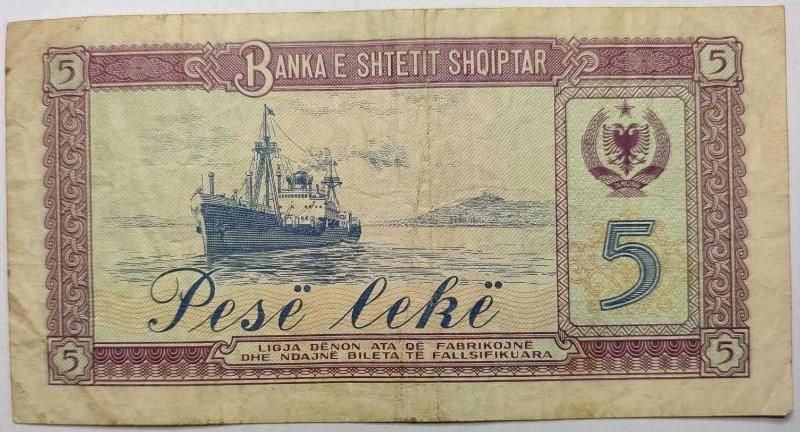 5 BANKA E SHTETIT SHQIPTAR 5
5
Pesë lekë
5 LIGJA DËNON ATA QË FABRIKOJNË 5
DHE NDAJNË BILETA TË FALLSIFIKUARA